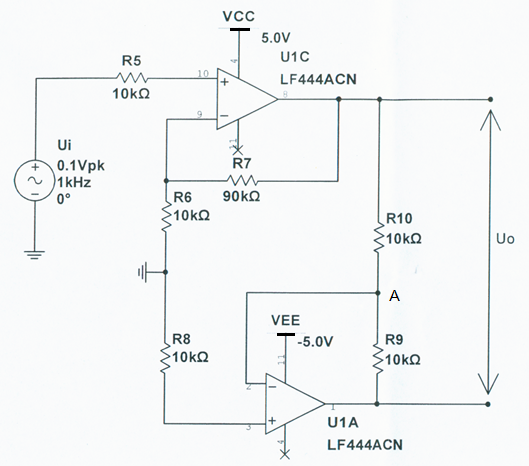 VCC
5.0V
U1C
LF444ACN
R5
10kΩ
10
4
8
9
11
Ui
0.1Vpk
1kHz
0°
R7
90kΩ
R6
10kΩ
R10
10kΩ
Uo
A
VEE
-5.0V
R8
10kΩ
R9
10kΩ
11
2
3
1
4
U1A
LF444ACN